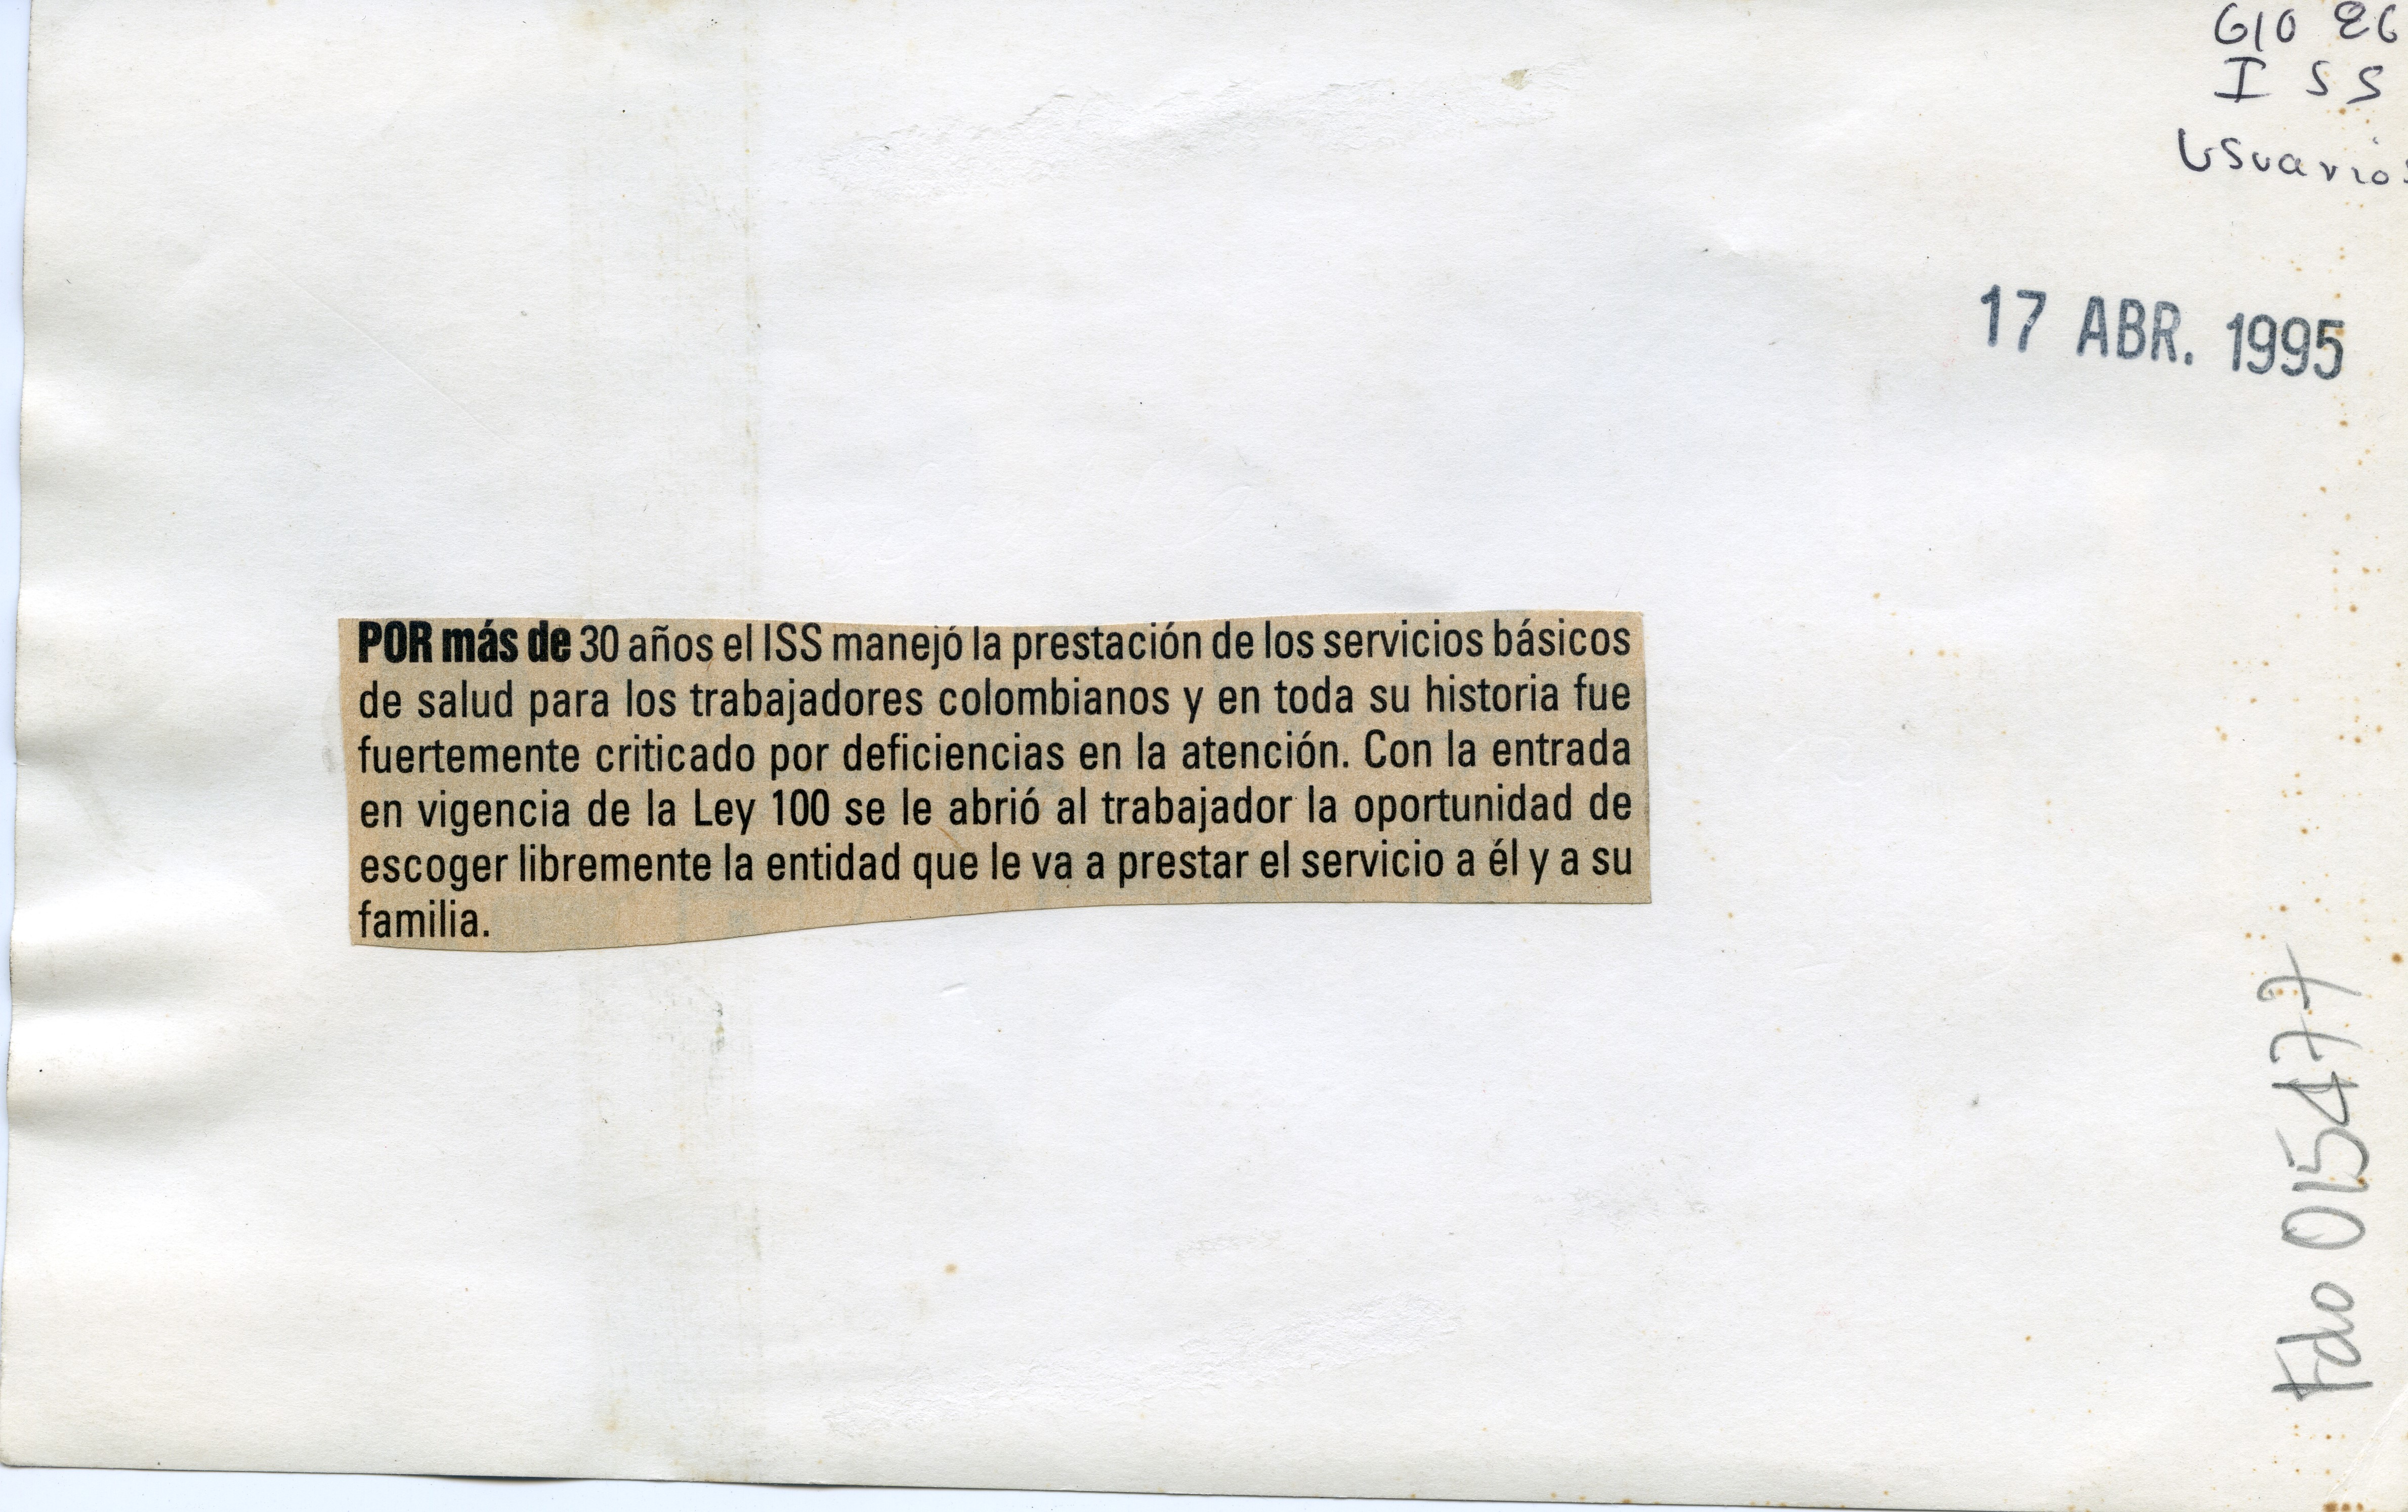 I S S
Usuarios
17 ABR. 1995
POR más de 30 años el ISS manejó la prestación de los servicios básicos
de salud para los trabajadores colombianos y en toda su historia fue
fuertemente criticado por deficiencias en la atención. Con la entrada
en vigencia de la Ley 100 se le abrió al trabajador la oportunidad de
escoger libremente la entidad que le va a prestar el servicio a él y a su
familia.
015477